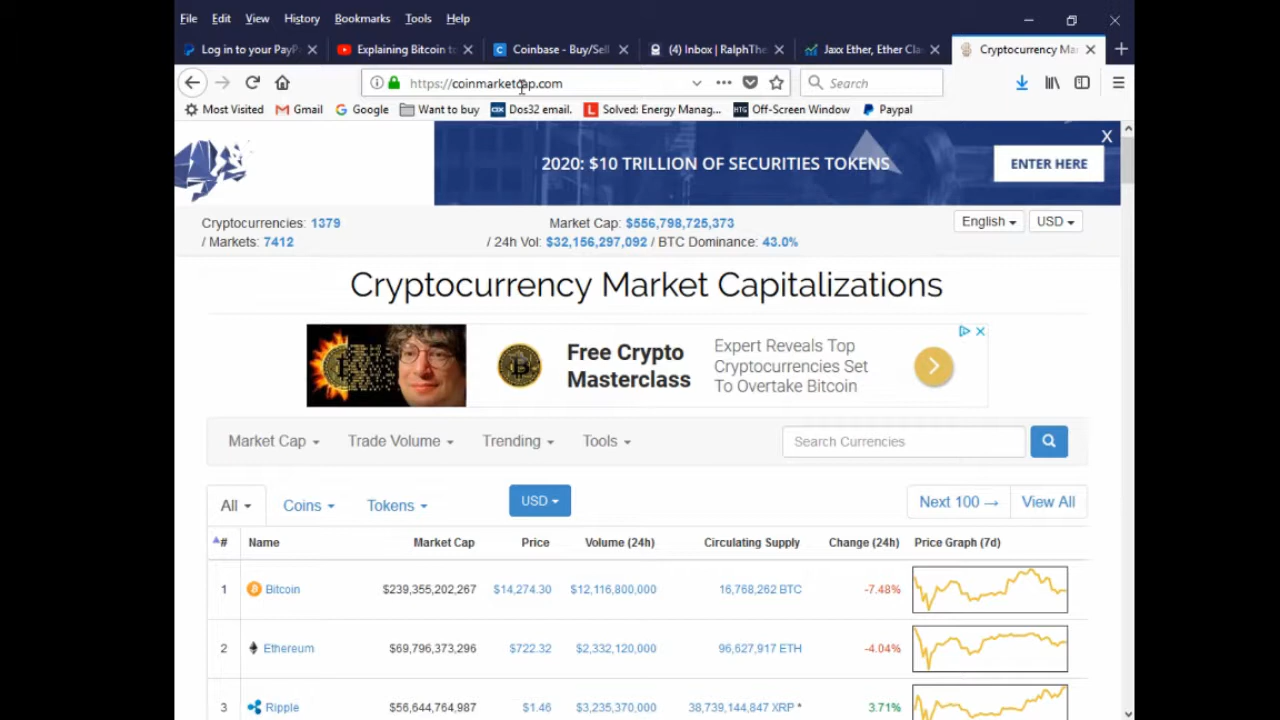 File Edit View History Bookmarks Tools Help
Log in to your PayP
Explaining Bitcoin to
Coinbase - Buy/Sell
(4) Inbox | RalphThe
Jaxx Ether, Ether Cla
Cryptocurrency Mar
https://coinmarketcap.com
Search
Most Visited Gmail Google Want to buy Dos32 email. Solved: Energy Manag... Off-Screen Window Paypal
2020: $10 TRILLION OF SECURITIES TOKENS
ENTER HERE
X
Cryptocurrencies: 1379
/ Markets: 7412
Market Cap: $556,798,725,373
/ 24h Vol: $32,156,297,092 / BTC Dominance: 43.0%
English
USD
Cryptocurrency Market Capitalizations
Free Crypto
Masterclass
Expert Reveals Top
Cryptocurrencies Set
To Overtake Bitcoin
Market Cap Trade Volume Trending Tools
Search Currencies
All Coins Tokens USD Next 100 → View All
# Name Market Cap Price Volume (24h) Circulating Supply Change (24h) Price Graph (7d)
1 Bitcoin $239,355,202,267 $14,274.30 $12,116,800,000 16,768,262 BTC -7.48%
2 Ethereum $69,796,373,296 $722.32 $2,332,120,000 96,627,917 ETH -4.04%
3 Ripple $56,644,764,987 $1.46 $3,235,370,000 38,739,144,847 XRP * 3.71%